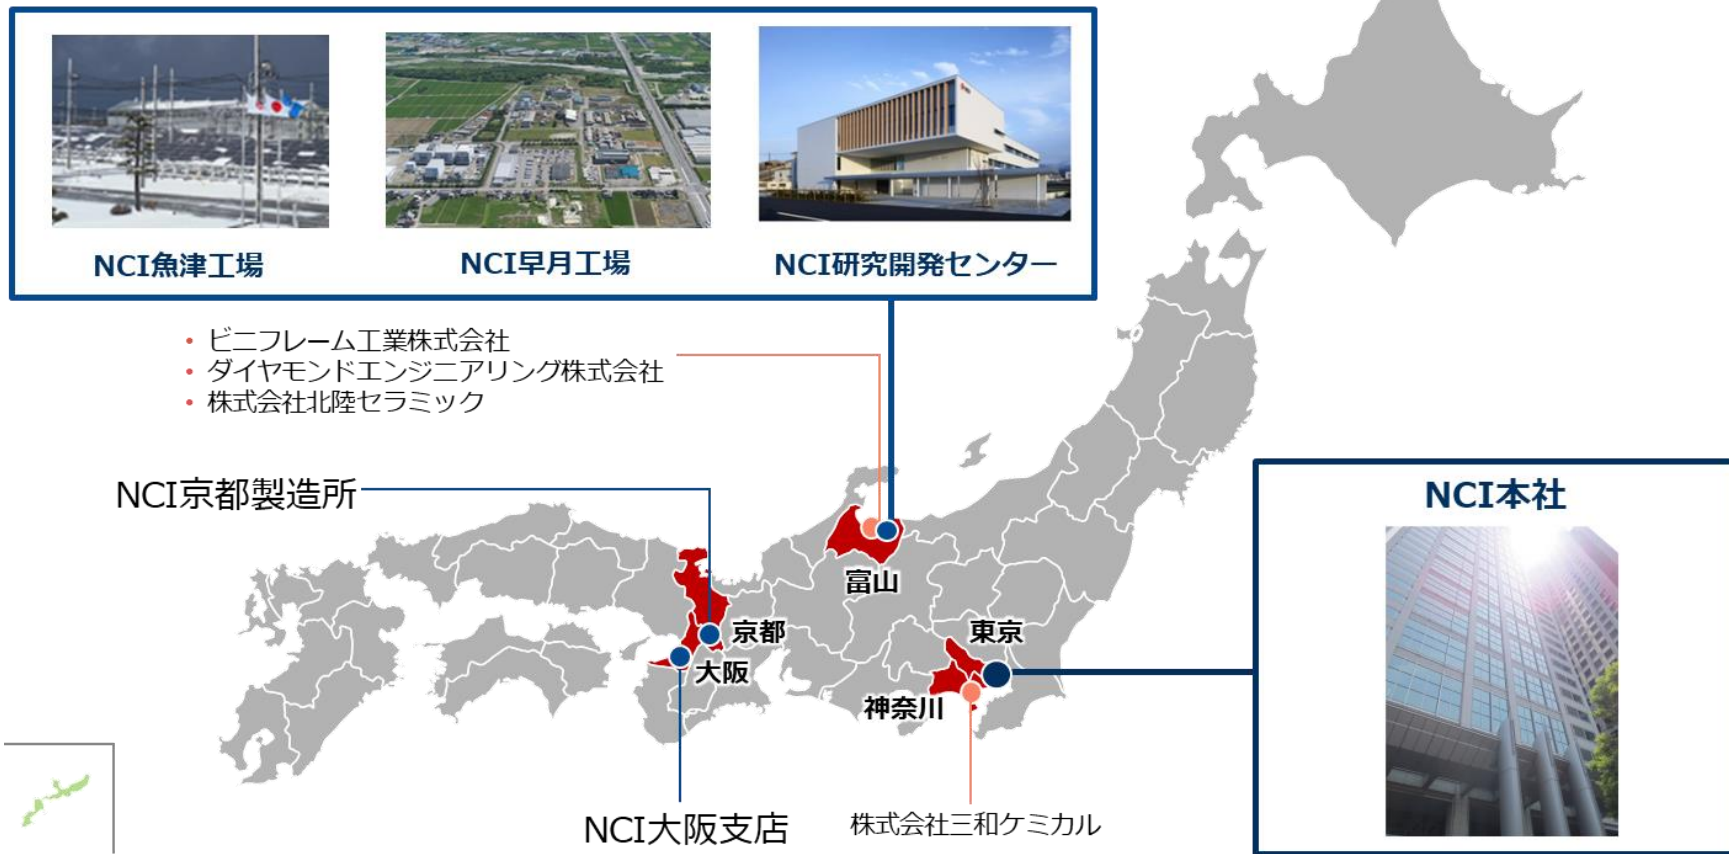 NCI魚津工場
NCI早月工場
NCI研究開発センター
• ビニフレーム工業株式会社
• ダイヤモンドエンジニアリング株式会社
• 株式会社北陸セラミック
NCI京都製造所
NCI本社
富山
京都
大阪
東京
神奈川
NCI大阪支店
株式会社三和ケミカル